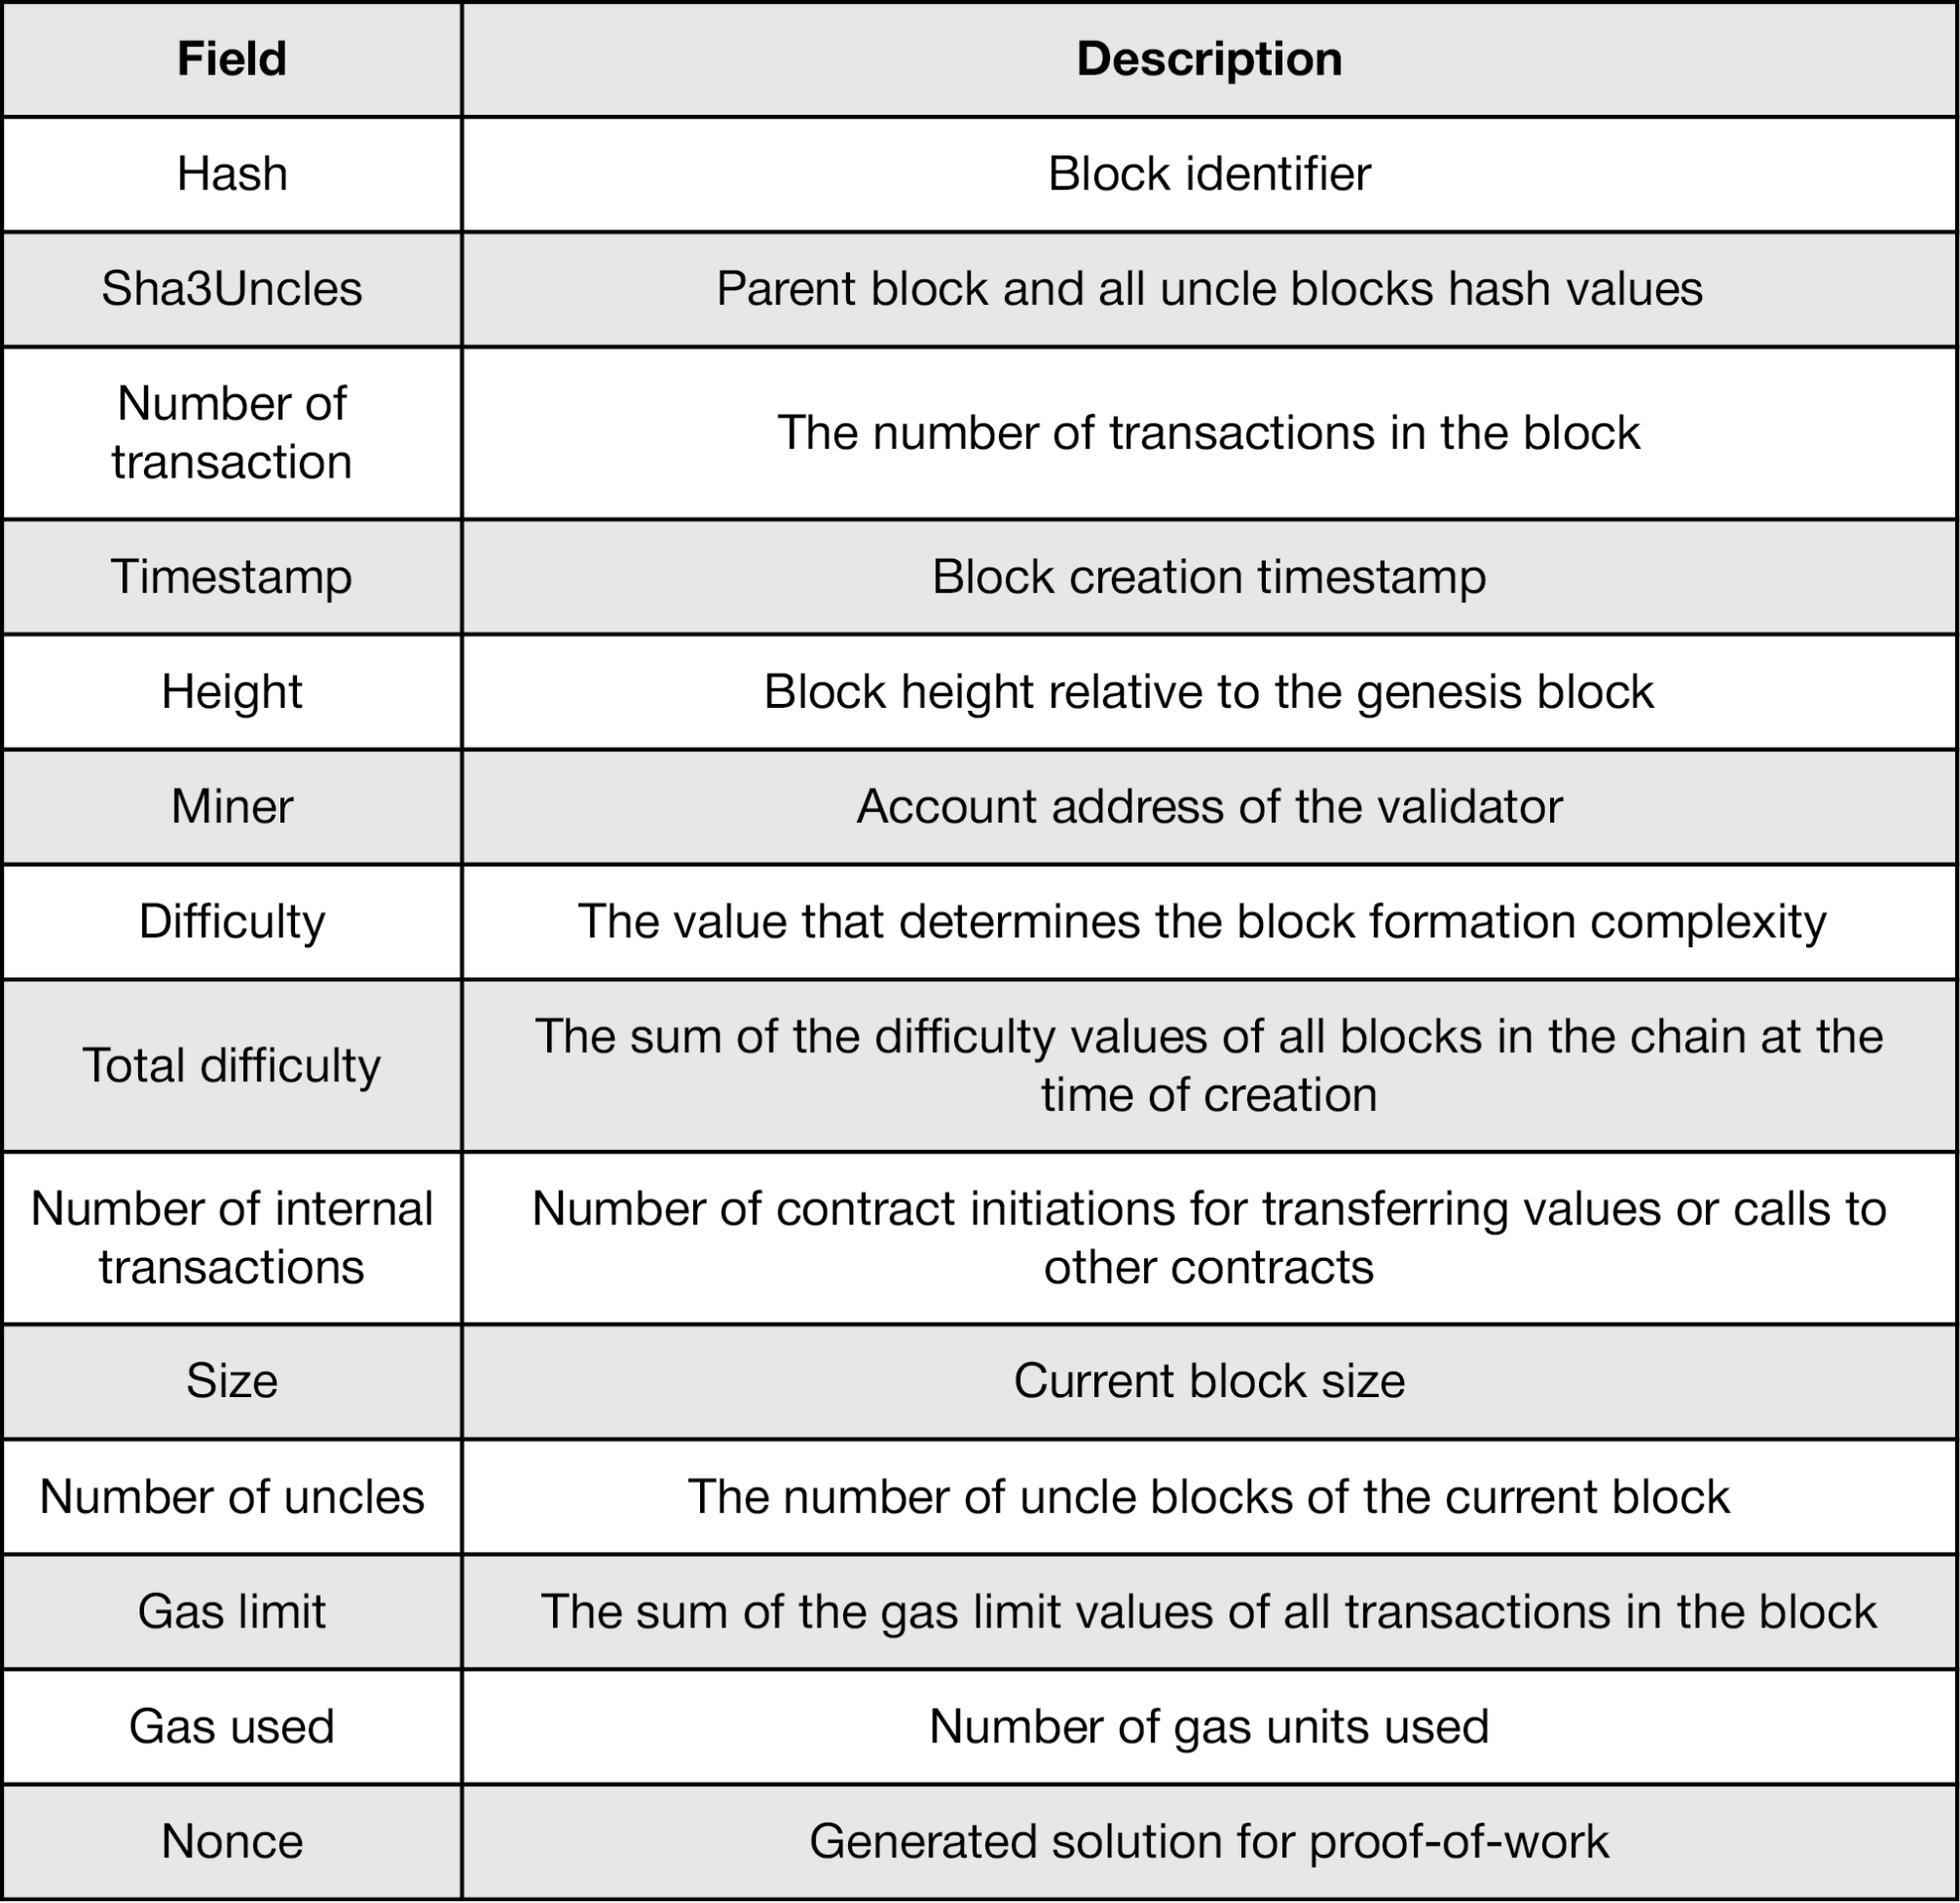 Field
Description
Hash
Block identifier
Sha3Uncles
Parent block and all uncle blocks hash values
Number of
transaction
The number of transactions in the block
Timestamp
Block creation timestamp
Height
Block height relative to the genesis block
Miner
Account address of the validator
Difficulty
The value that determines the block formation complexity
Total difficulty
The sum of the difficulty values of all blocks in the chain at the
time of creation
Number of internal
transactions
Number of contract initiations for transferring values or calls to
other contracts
Size
Current block size
Number of uncles
The number of uncle blocks of the current block
Gas limit
The sum of the gas limit values of all transactions in the block
Gas used
Number of gas units used
Nonce
Generated solution for proof-of-work